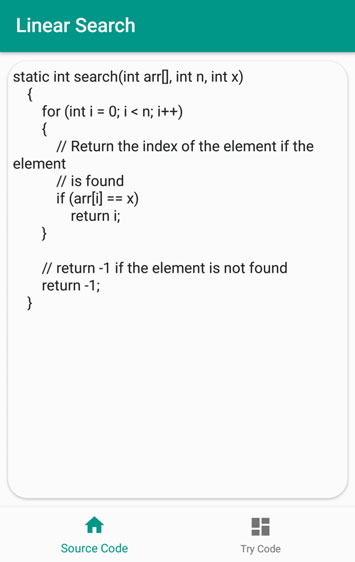 Linear Search
static int search(int arr[], int n, int x)
{
for (int i = 0; i < n; i++)
{
// Return the index of the element if the
element
// is found
if (arr[i] == x)
return i;
}
// return -1 if the element is not found
return -1;
}
Source Code
Try Code